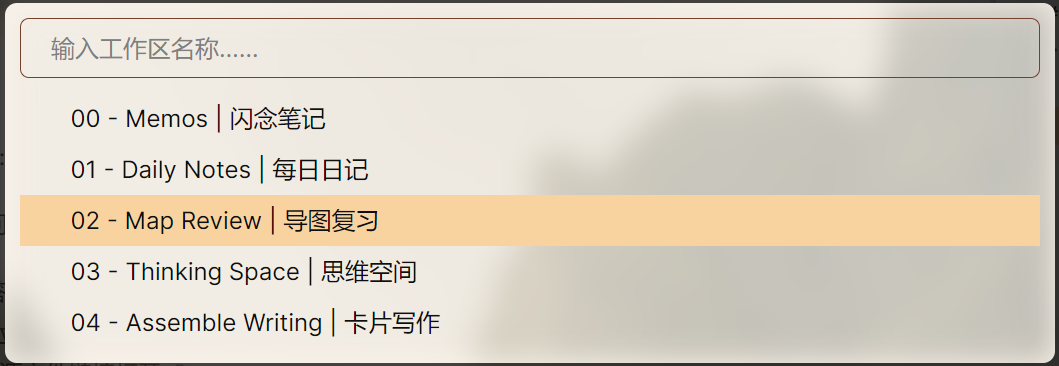 输入工作区名称......
00 - Memos | 闪念笔记
01 - Daily Notes | 每日日记
02 - Map Review | 导图复习
03 - Thinking Space | 思维空间
04 - Assemble Writing | 卡片写作